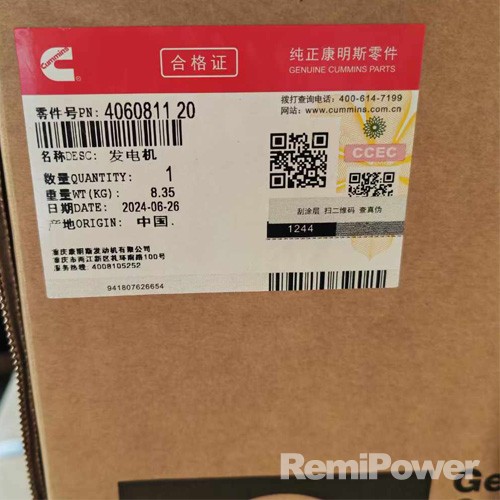 Cummins
合格证
纯正康明斯零件
GENUINE CUMMINS PARTS
零件号PN: 4060811 20
拨打查询电话: 400-614-7199
网站: www.cummins.com.cn
名称DESC: 发电机
CCEC
数量QUANTITY: 1
重量WT(KG): 8.35
日期DATE: 2024-06-26
产地ORIGIN: 中国.
刮涂层 扫二维码 查真伪
1244
重庆康明斯发动机有限公司
重庆市两江新区礼环南路100号
服务热理: 4008105252
941807626654
RemiPower
Ge